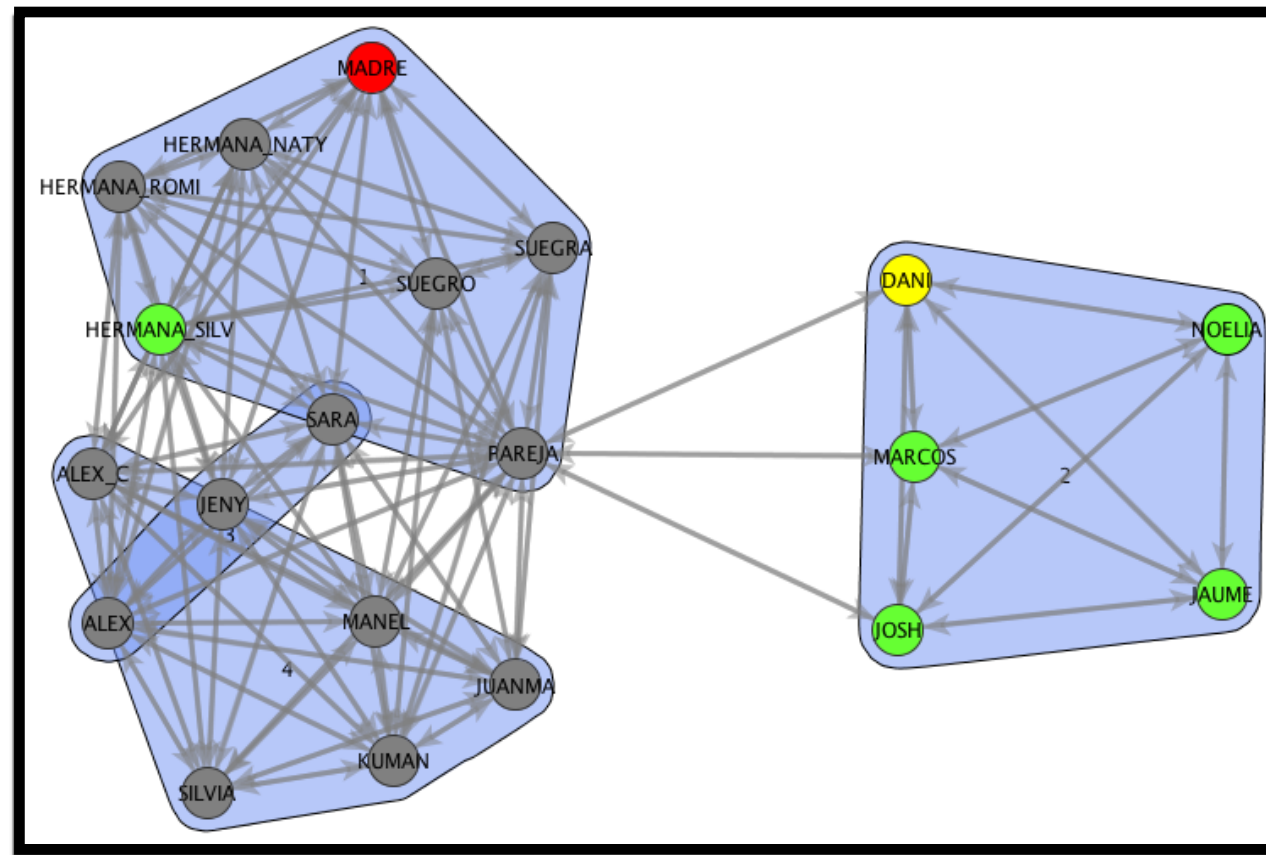 MADRE
HERMANA_NATY
HERMANA_ROMI
SUEGRA
1
SUEGRO
DANI
HERMANA_SILV
NOELIA
SARA
PAREJA
MARCOS
ALEX_C
2
JENY
3
JAUME
ALEX
MANEL
JOSH
4
JUANMA
KUMAN
SILVIA